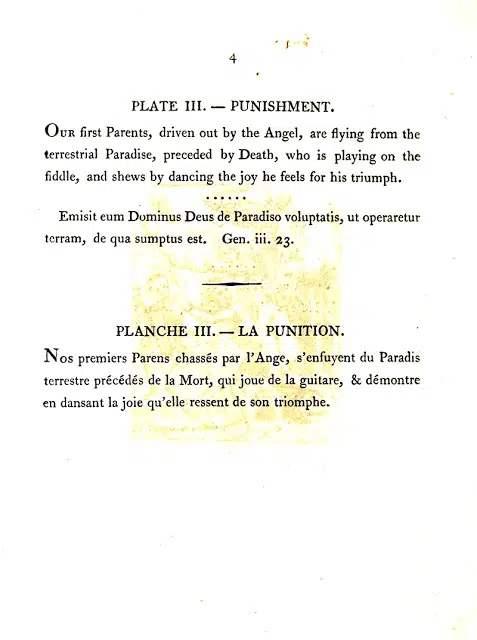 4
PLATE III. — PUNISHMENT.
OUR first Parents, driven out by the Angel, are flying from the
terrestrial Paradise, preceded by Death, who is playing on the
fiddle, and shews by dancing the joy he feels for his triumph.
Emisit eum Dominus Deus de Paradiso voluptatis, ut operaretur
terram, de qua sumptus est. Gen. iii. 23.
PLANCHE III. — LA PUNITION.
Nos premiers Parens chassés par l'Ange, s'enfuyent du Paradis
terrestre précédés de la Mort, qui joue de la guitare, & démontre
en dansant la joie qu'elle ressent de son triomphe.